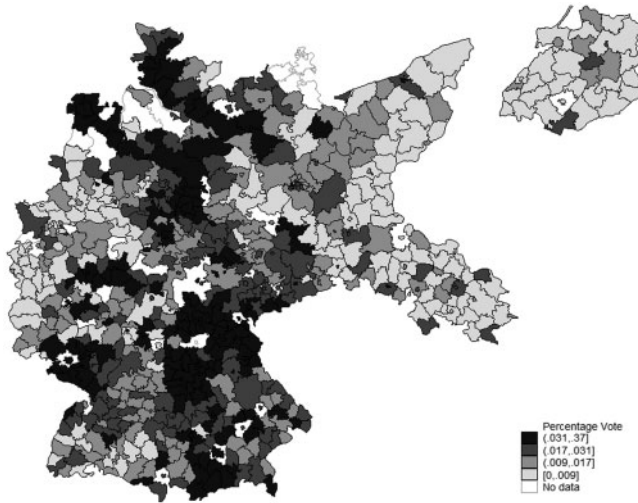 Percentage Vote
(.031,.37]
(.017,.031]
(.009,.017]
[0,.009]
No data